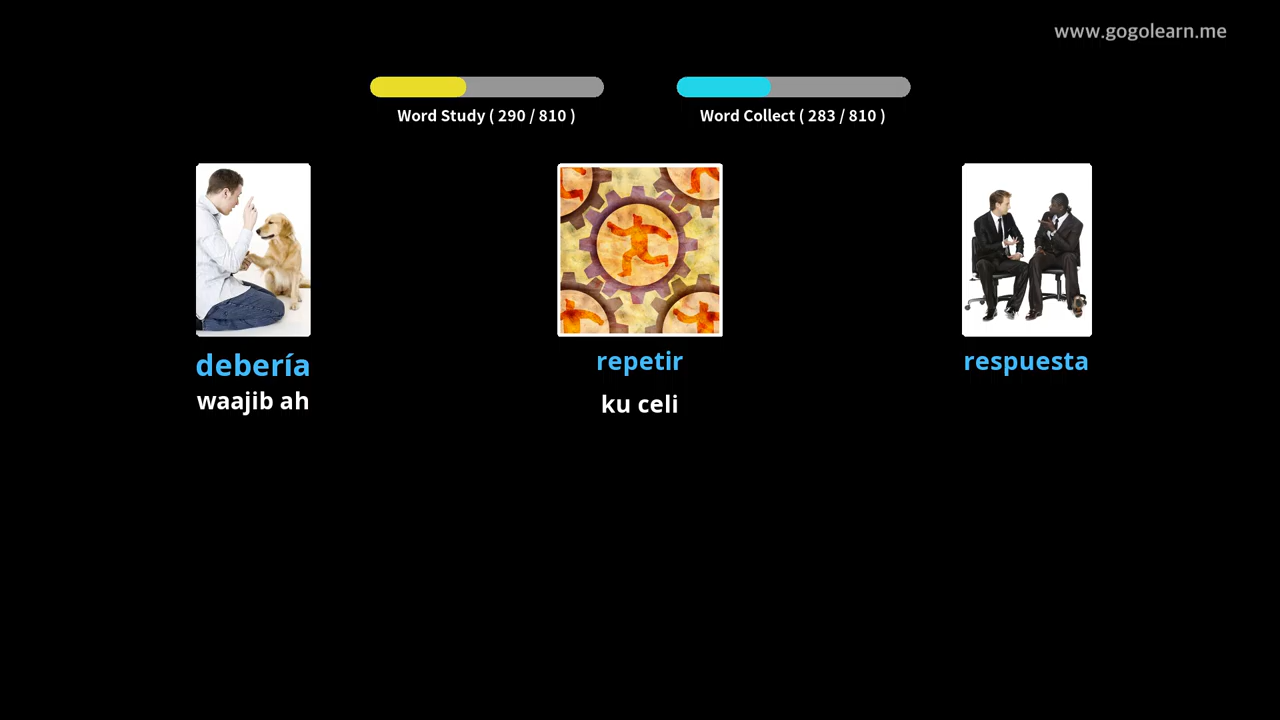 www.gogolearn.me
Word Study ( 290 / 810 )
Word Collect ( 283 / 810 )
debería
waajib ah
repetir
ku celi
respuesta